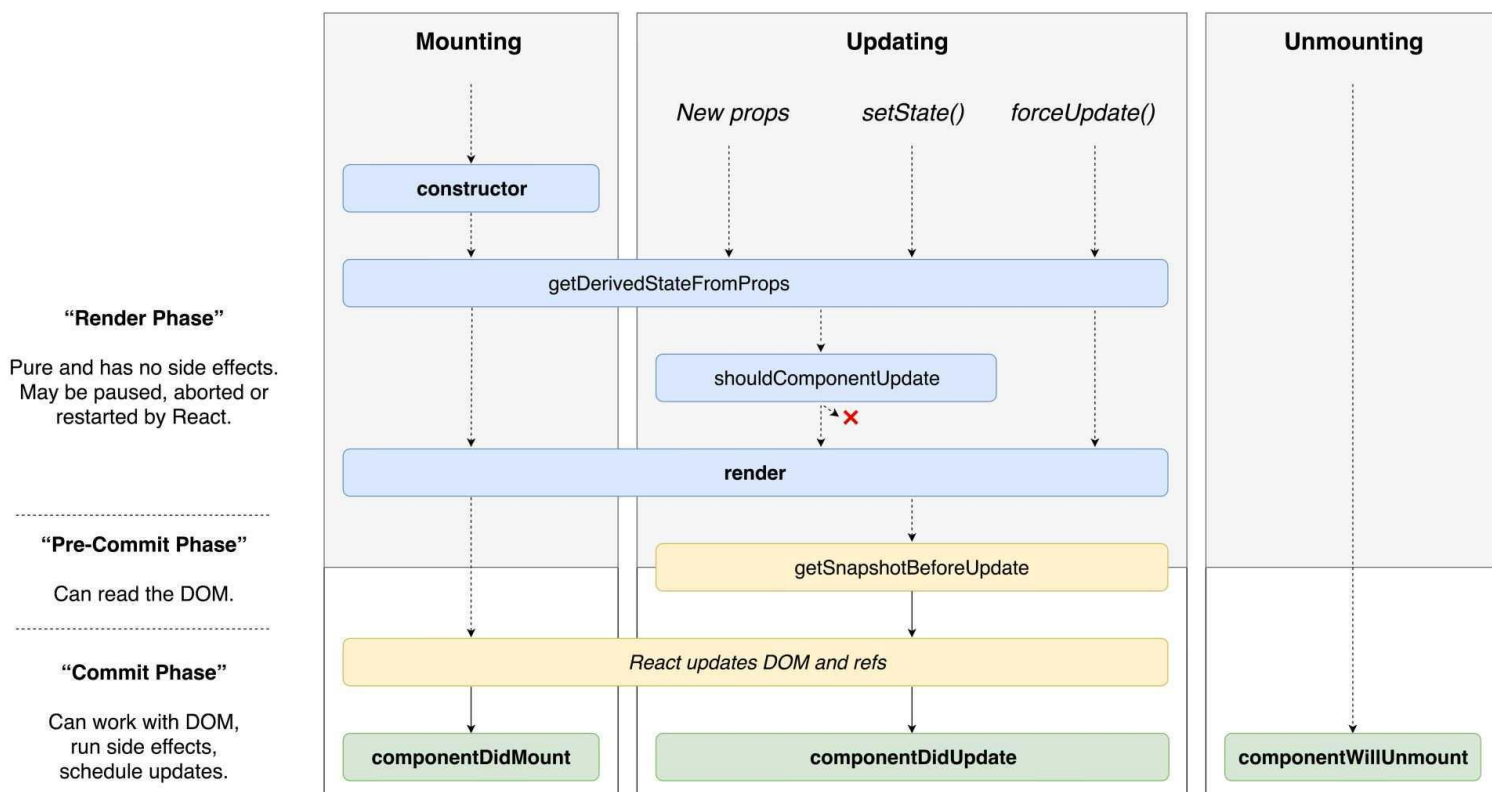 Mounting
Updating
Unmounting
New props
setState()
forceUpdate()
constructor
getDerivedStateFromProps
“Render Phase”
Pure and has no side effects.
May be paused, aborted or
restarted by React.
shouldComponentUpdate
render
“Pre-Commit Phase”
Can read the DOM.
getSnapshotBeforeUpdate
“Commit Phase”
Can work with DOM,
run side effects,
schedule updates.
React updates DOM and refs
componentDidMount
componentDidUpdate
componentWillUnmount